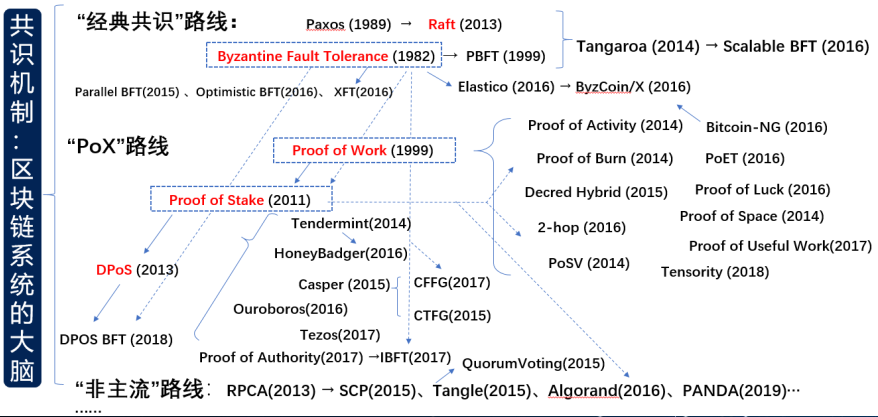 共识机制：区块链系统的大脑
“经典共识”路线：
Paxos (1989) → Raft (2013)
Byzantine Fault Tolerance (1982) → PBFT (1999)
Tangaroa (2014) → Scalable BFT (2016)
Parallel BFT(2015) 、Optimistic BFT(2016)、 XFT(2016)
Elastico (2016) → ByzCoin/X (2016)
“PoX”路线
Proof of Work (1999)
Proof of Activity (2014)
Bitcoin-NG (2016)
Proof of Burn (2014)
PoET (2016)
Proof of Stake (2011)
Decred Hybrid (2015)
Proof of Luck (2016)
Tendermint(2014)
2-hop (2016)
Proof of Space (2014)
HoneyBadger(2016)
Proof of Useful Work(2017)
DPoS (2013)
PoSV (2014)
Tensority (2018)
Casper (2015)
CFFG(2017)
Ouroboros(2016)
CTFG(2015)
DPOS BFT (2018)
Tezos(2017)
Proof of Authority(2017) →IBFT(2017)
QuorumVoting(2015)
“非主流”路线： RPCA(2013) → SCP(2015)、Tangle(2015)、Algorand(2016)、PANDA(2019)…
……